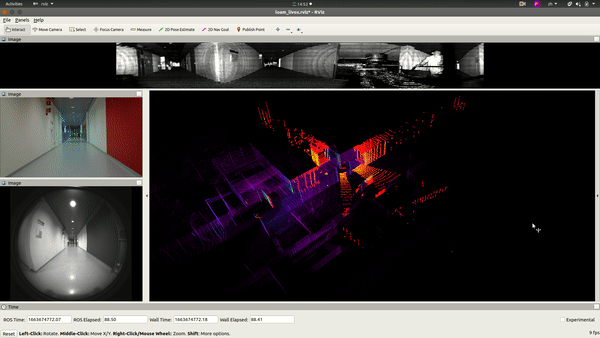 Activities rviz 14:52 zh
loam_livox.rviz* - RViz
File Panels Help
Interact Move Camera Select Focus Camera Measure 2D Pose Estimate 2D Nav Goal Publish Point
Image
Image
Image
Time
ROS Time: 1663647772.07 ROS Elapsed: 88.50 Wall Time: 1663647772.18 Wall Elapsed: 88.41 Experimental
Reset Left-Click: Rotate. Middle-Click: Move X/Y. Right-Click/Mouse Wheel: Zoom. Shift: More options. 9 fps